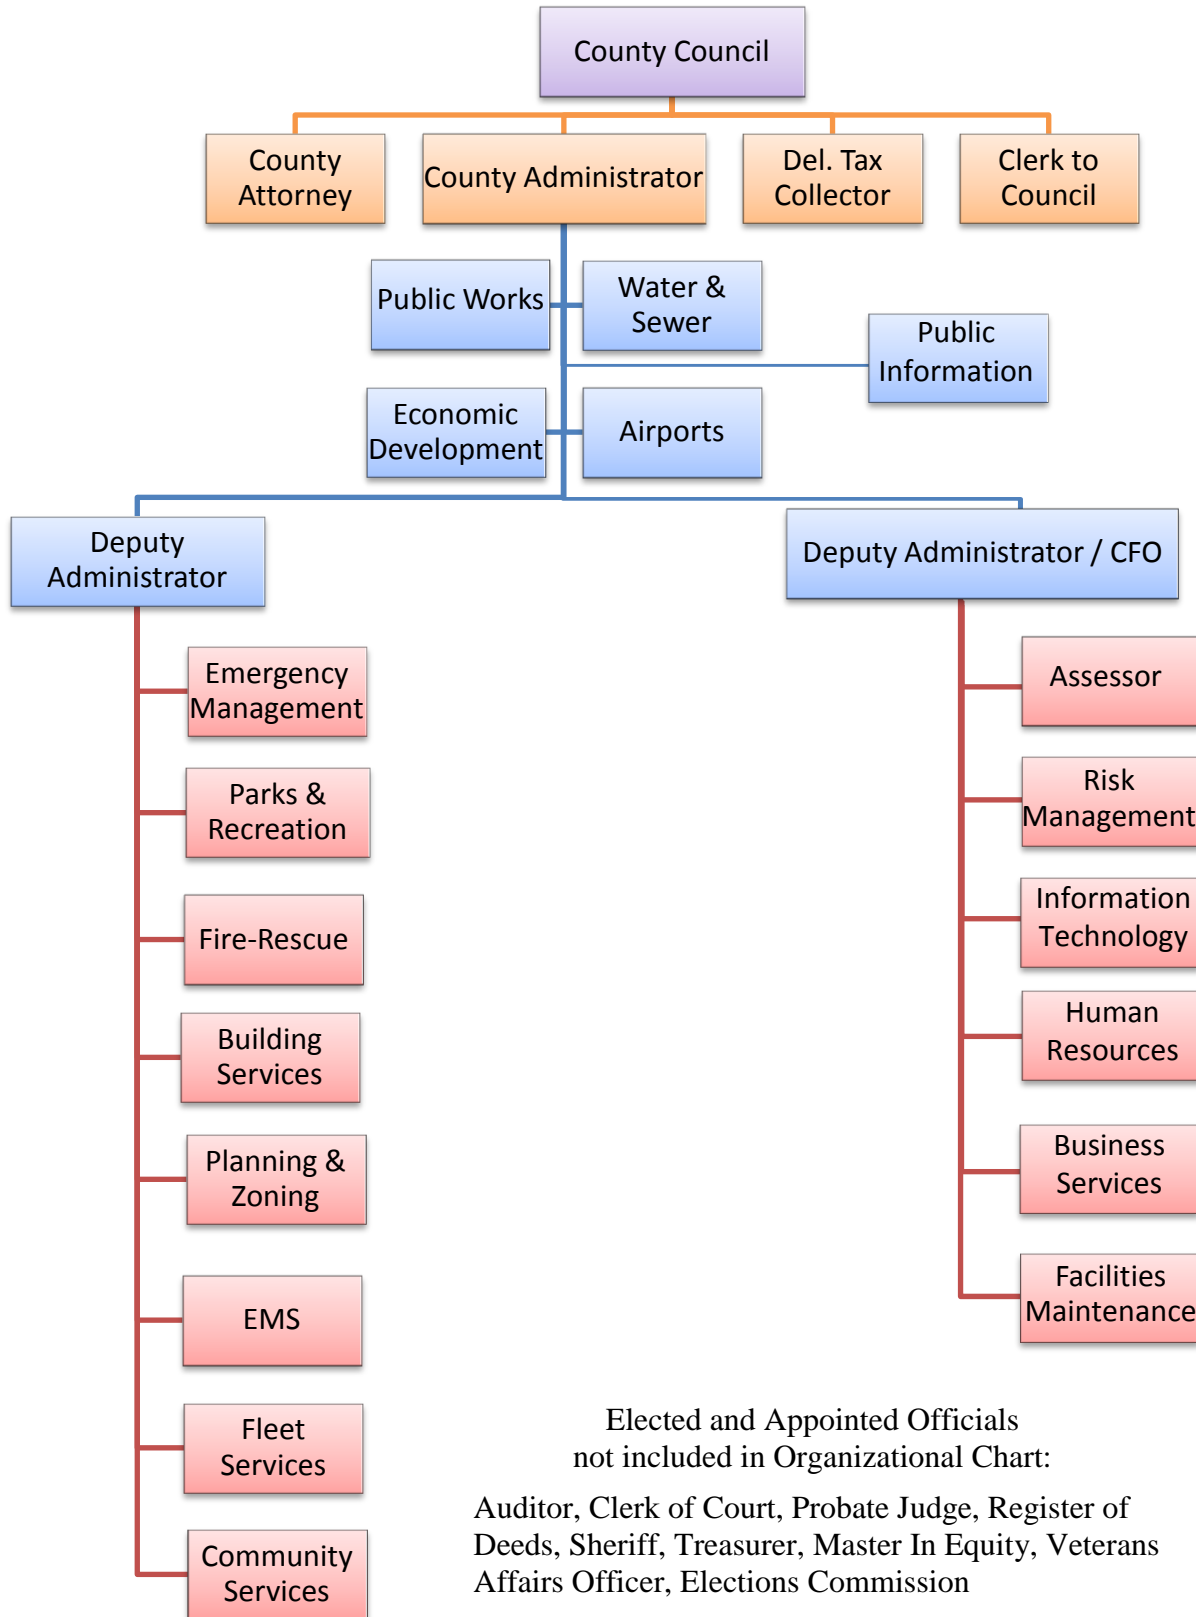 County Council
County
Attorney
County Administrator
Del. Tax
Collector
Clerk to
Council
Public Works
Water &
Sewer
Public
Information
Economic
Development
Airports
Deputy
Administrator
Deputy Administrator / CFO
Emergency
Management
Parks &
Recreation
Fire-Rescue
Building
Services
Planning &
Zoning
EMS
Fleet
Services
Community
Services
Assessor
Risk
Management
Information
Technology
Human
Resources
Business
Services
Facilities
Maintenance
Elected and Appointed Officials
not included in Organizational Chart:
Auditor, Clerk of Court, Probate Judge, Register of
Deeds, Sheriff, Treasurer, Master In Equity, Veterans
Affairs Officer, Elections Commission